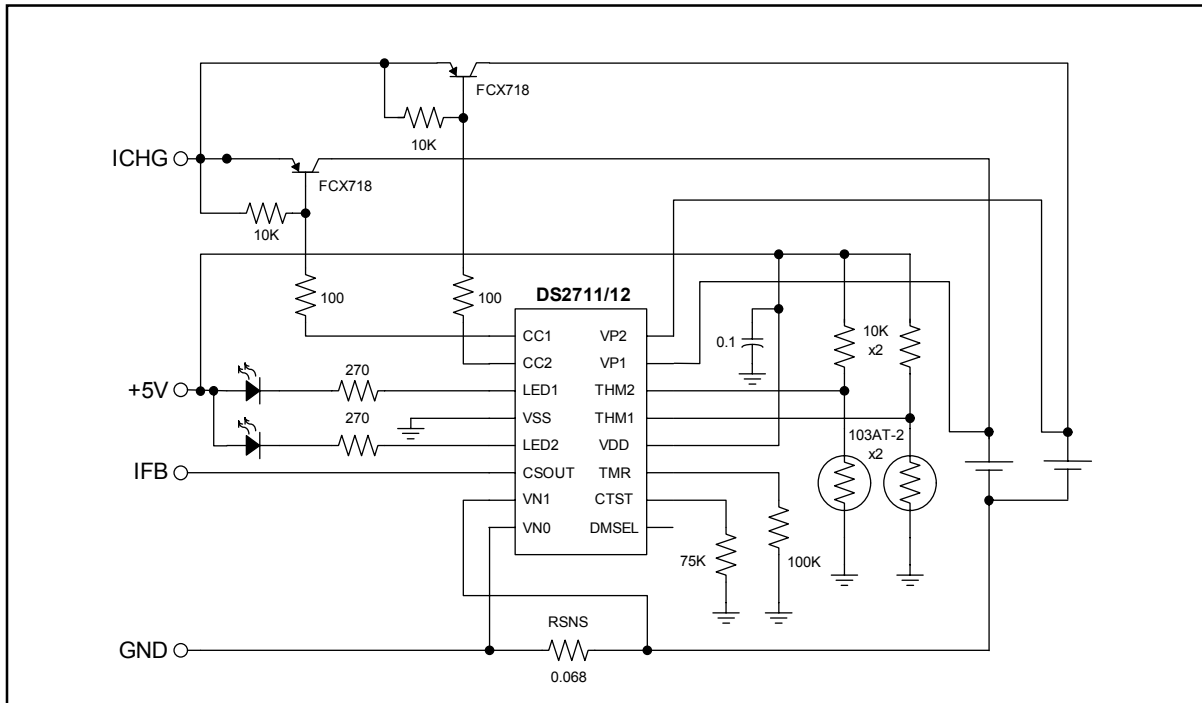 FCX718
10K
ICHG
FCX718
10K
100
100
DS2711/12
CC1
VP2
0.1
10K
x2
CC2
VP1
+5V
270
LED1
THM2
VSS
THM1
270
LED2
VDD
103AT-2
x2
IFB
CSOUT
TMR
VN1
CTST
VN0
DMSEL
75K
100K
RSNS
GND
0.068